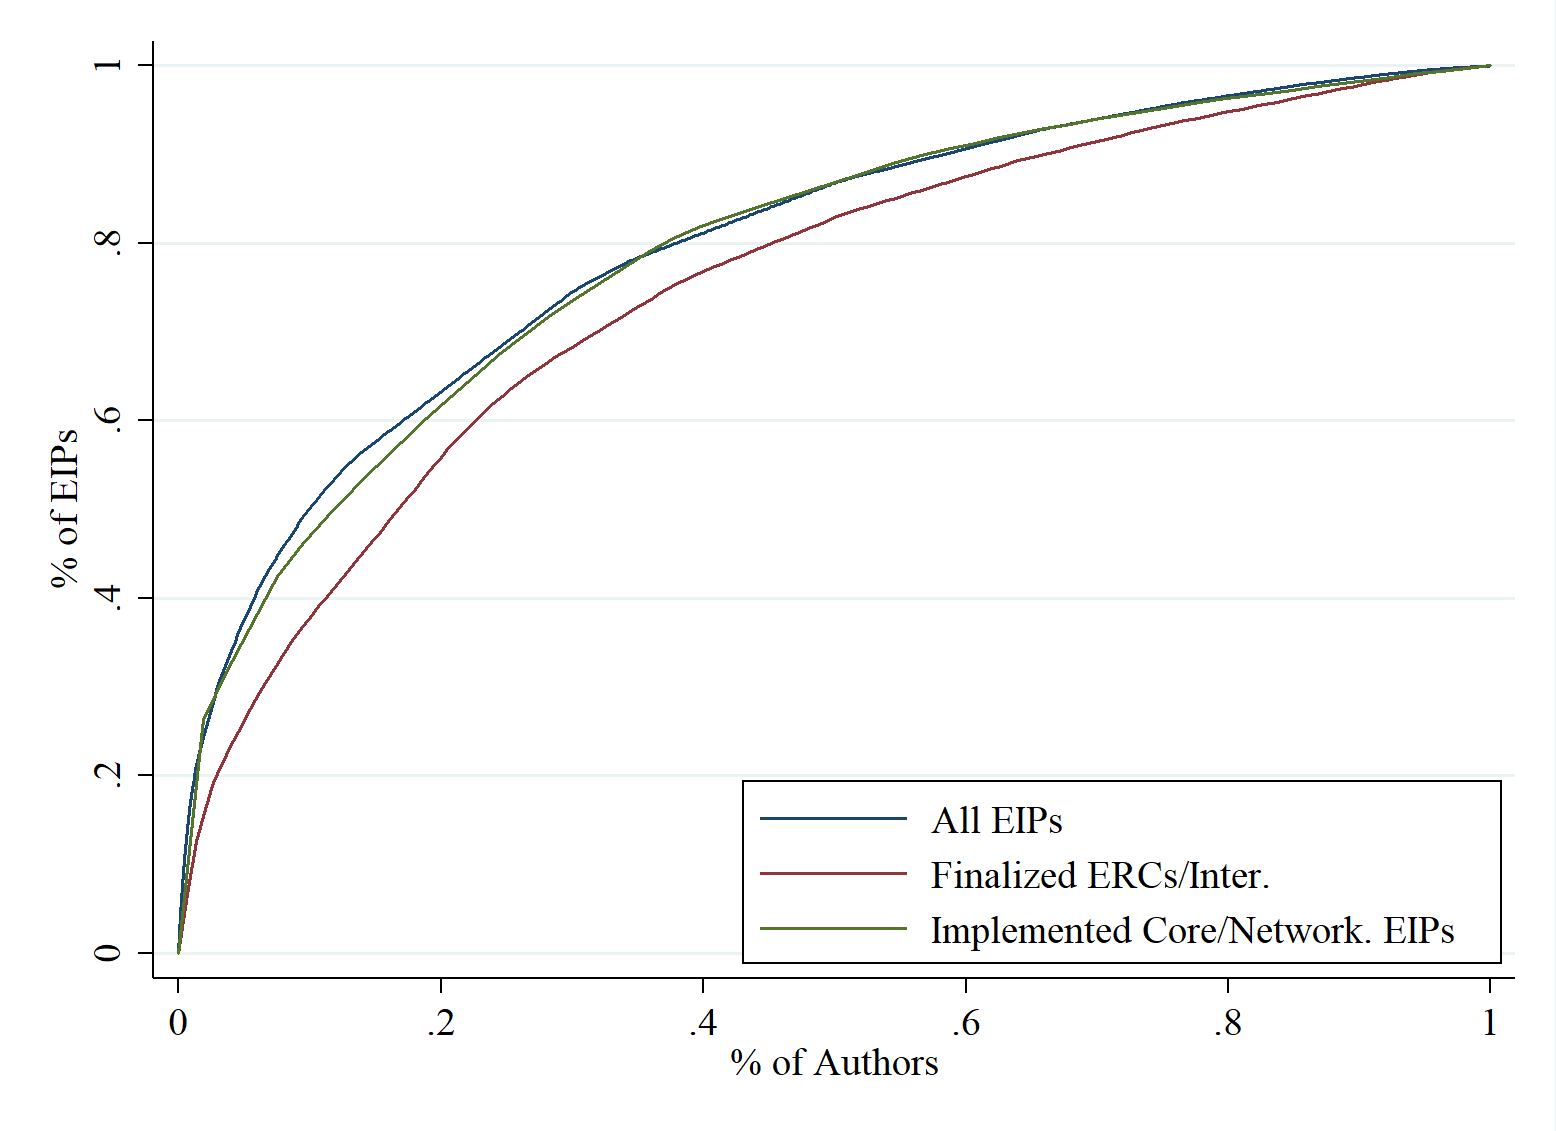 % of EIPs
1
.8
.6
.4
.2
0
All EIPs
Finalized ERCs/Inter.
Implemented Core/Network. EIPs
0 .2 .4 .6 .8 1
% of Authors